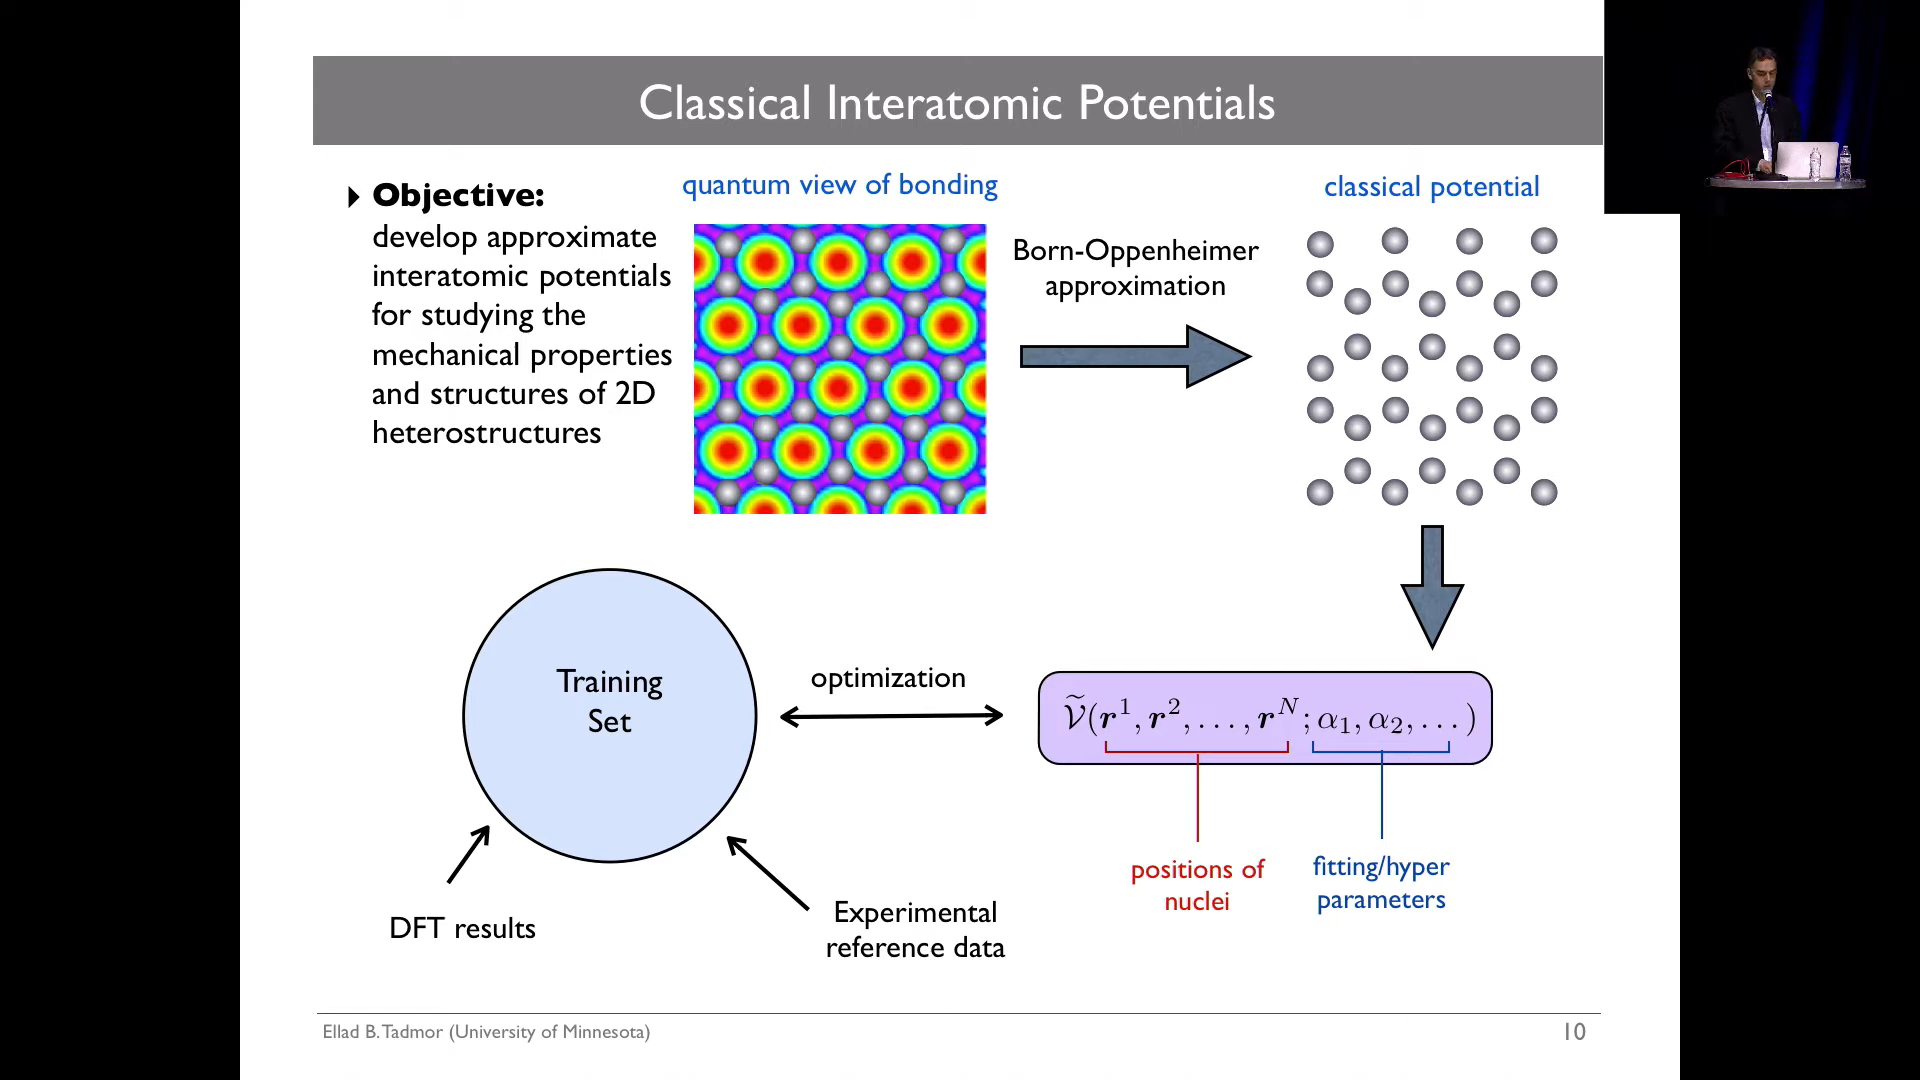 Classical Interatomic Potentials
Objective:
develop approximate
interatomic potentials
for studying the
mechanical properties
and structures of 2D
heterostructures
quantum view of bonding
Born-Oppenheimer
approximation
classical potential
Training
Set
optimization
Ṽ(r¹, r², . . . , rᴺ; α₁, α₂, . . . )
positions of
nuclei
fitting/hyper
parameters
DFT results
Experimental
reference data
Ellad B. Tadmor (University of Minnesota)
10